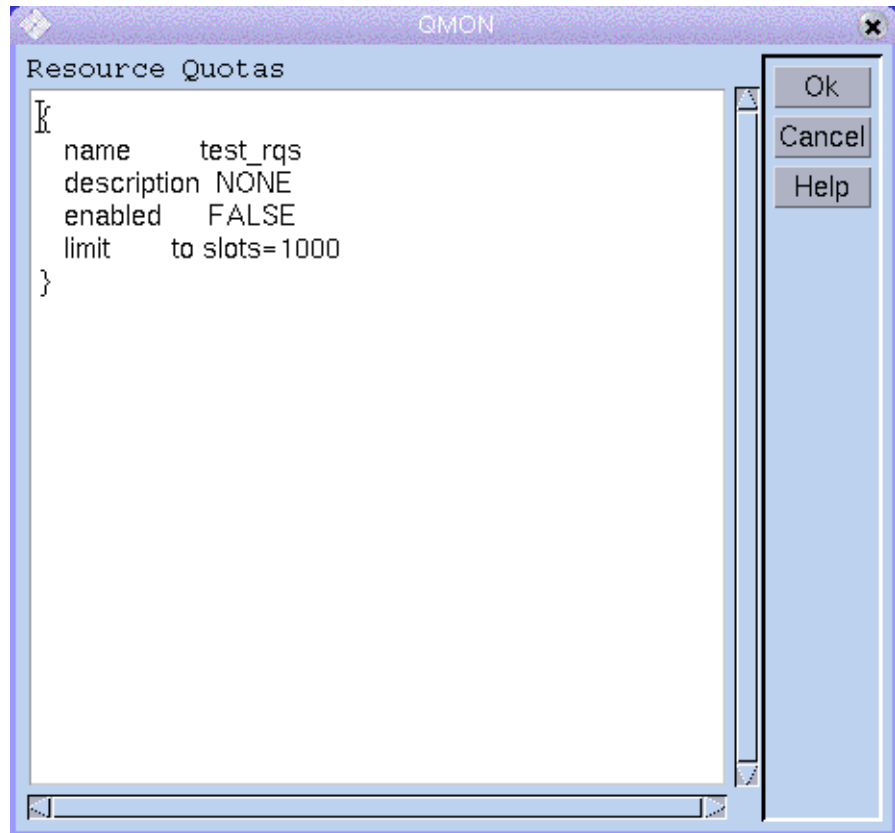 QMON
Resource Quotas
{
name test_rqs
description NONE
enabled FALSE
limit to slots=1000
}
Ok
Cancel
Help